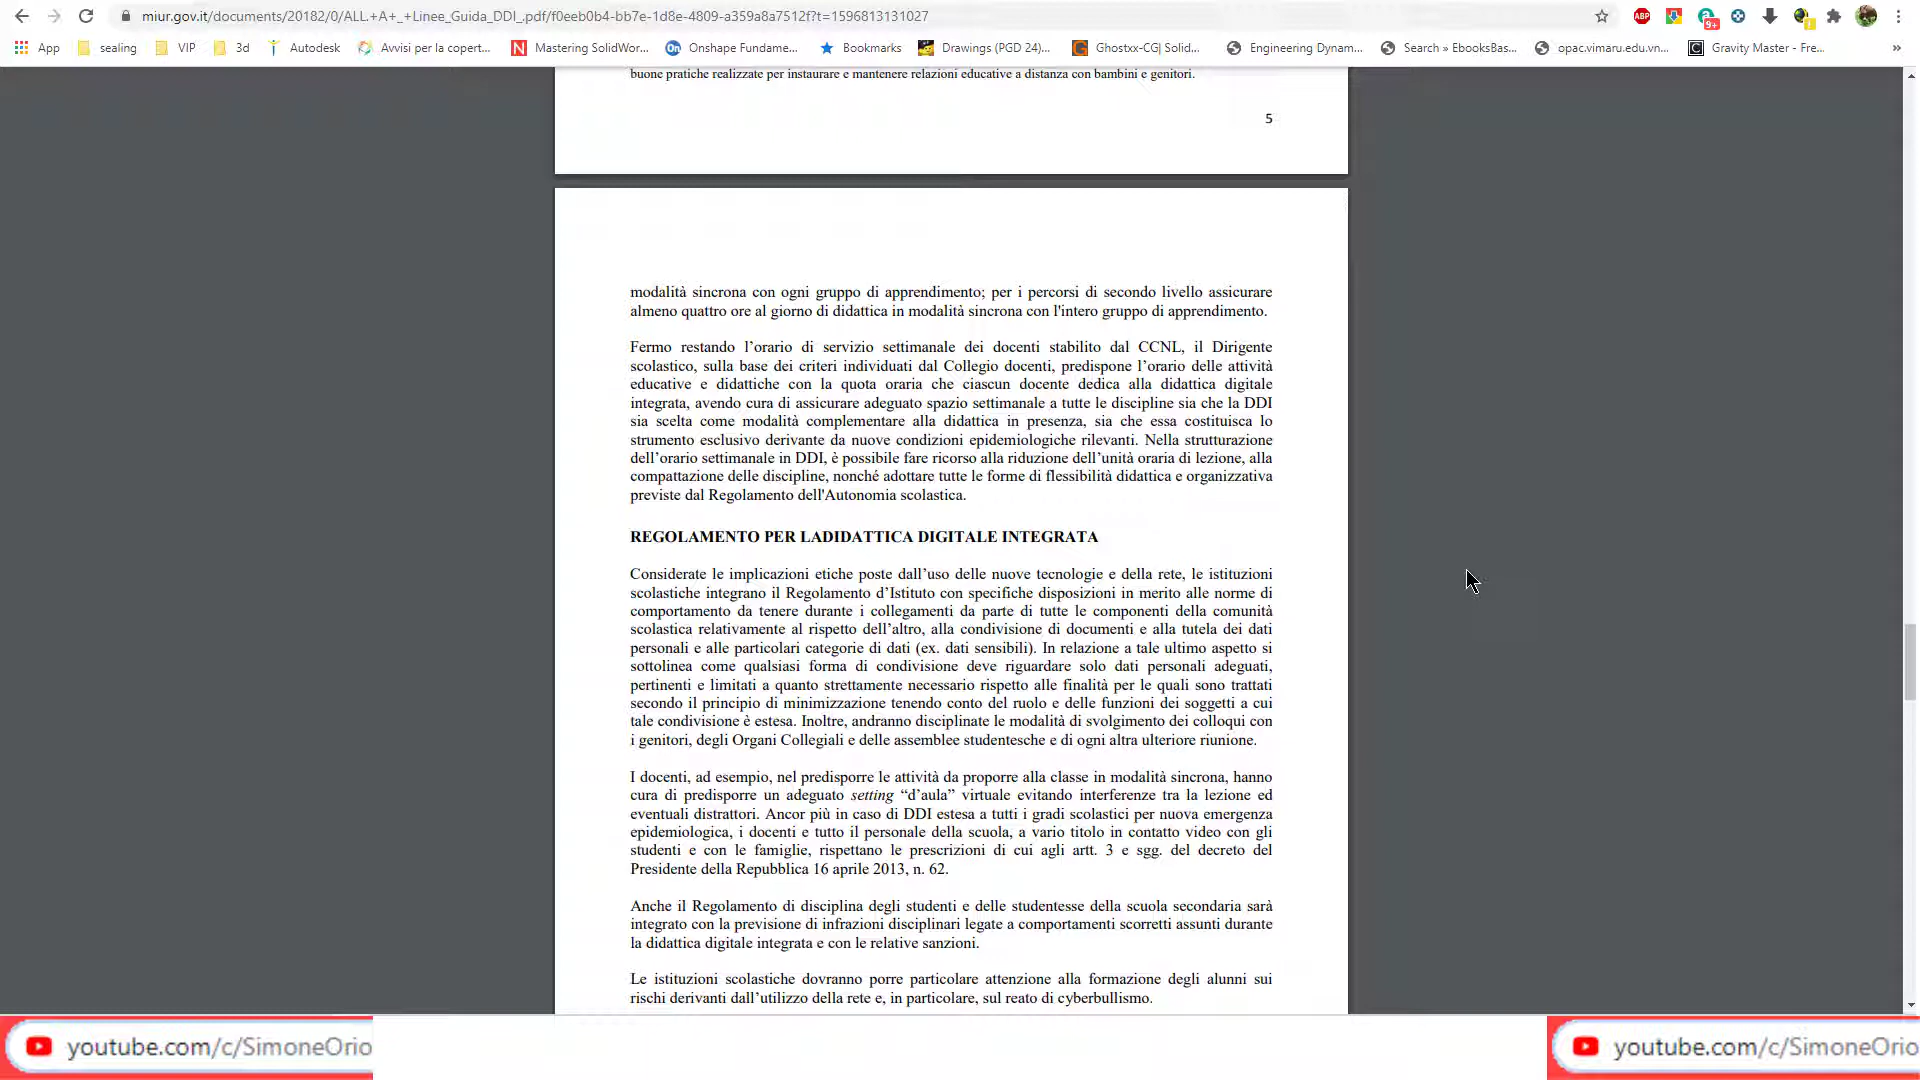 miur.gov.it/documents/20182/0/ALL.+A+_+Linee_Guida_DDI_.pdf/f0eeb0b4-bb7e-1d8e-4809-a359a8a7512f?t=1596813131027
ABP
9+
App sealing VIP 3d Autodesk Avvisi per la copert... Mastering SolidWor... Onshape Fundame... Bookmarks Drawings (PGD 24)... Ghostxx-CG| Solid... Engineering Dynam... Search » EbooksBas... opac.vimaru.edu.vn... Gravity Master - Fre... »
buone pratiche realizzate per instaurare e mantenere relazioni educative a distanza con bambini e genitori.
5
modalità sincrona con ogni gruppo di apprendimento; per i percorsi di secondo livello assicurare
almeno quattro ore al giorno di didattica in modalità sincrona con l'intero gruppo di apprendimento.
Fermo restando l’orario di servizio settimanale dei docenti stabilito dal CCNL, il Dirigente
scolastico, sulla base dei criteri individuati dal Collegio docenti, predispone l’orario delle attività
educative e didattiche con la quota oraria che ciascun docente dedica alla didattica digitale
integrata, avendo cura di assicurare adeguato spazio settimanale a tutte le discipline sia che la DDI
sia scelta come modalità complementare alla didattica in presenza, sia che essa costituisca lo
strumento esclusivo derivante da nuove condizioni epidemiologiche rilevanti. Nella strutturazione
dell’orario settimanale in DDI, è possibile fare ricorso alla riduzione dell’unità oraria di lezione, alla
compattazione delle discipline, nonché adottare tutte le forme di flessibilità didattica e organizzativa
previste dal Regolamento dell'Autonomia scolastica.
REGOLAMENTO PER LADIDATTICA DIGITALE INTEGRATA
Considerate le implicazioni etiche poste dall’uso delle nuove tecnologie e della rete, le istituzioni
scolastiche integrano il Regolamento d’Istituto con specifiche disposizioni in merito alle norme di
comportamento da tenere durante i collegamenti da parte di tutte le componenti della comunità
scolastica relativamente al rispetto dell’altro, alla condivisione di documenti e alla tutela dei dati
personali e alle particolari categorie di dati (ex. dati sensibili). In relazione a tale ultimo aspetto si
sottolinea come qualsiasi forma di condivisione deve riguardare solo dati personali adeguati,
pertinenti e limitati a quanto strettamente necessario rispetto alle finalità per le quali sono trattati
secondo il principio di minimizzazione tenendo conto del ruolo e delle funzioni dei soggetti a cui
tale condivisione è estesa. Inoltre, andranno disciplinate le modalità di svolgimento dei colloqui con
i genitori, degli Organi Collegiali e delle assemblee studentesche e di ogni altra ulteriore riunione.
I docenti, ad esempio, nel predisporre le attività da proporre alla classe in modalità sincrona, hanno
cura di predisporre un adeguato setting “d’aula” virtuale evitando interferenze tra la lezione ed
eventuali distrattori. Ancor più in caso di DDI estesa a tutti i gradi scolastici per nuova emergenza
epidemiologica, i docenti e tutto il personale della scuola, a vario titolo in contatto video con gli
studenti e con le famiglie, rispettano le prescrizioni di cui agli artt. 3 e sgg. del decreto del
Presidente della Repubblica 16 aprile 2013, n. 62.
Anche il Regolamento di disciplina degli studenti e delle studentesse della scuola secondaria sarà
integrato con la previsione di infrazioni disciplinari legate a comportamenti scorretti assunti durante
la didattica digitale integrata e con le relative sanzioni.
Le istituzioni scolastiche dovranno porre particolare attenzione alla formazione degli alunni sui
rischi derivanti dall’utilizzo della rete e, in particolare, sul reato di cyberbullismo.
youtube.com/c/SimoneOrio
youtube.com/c/SimoneOrio